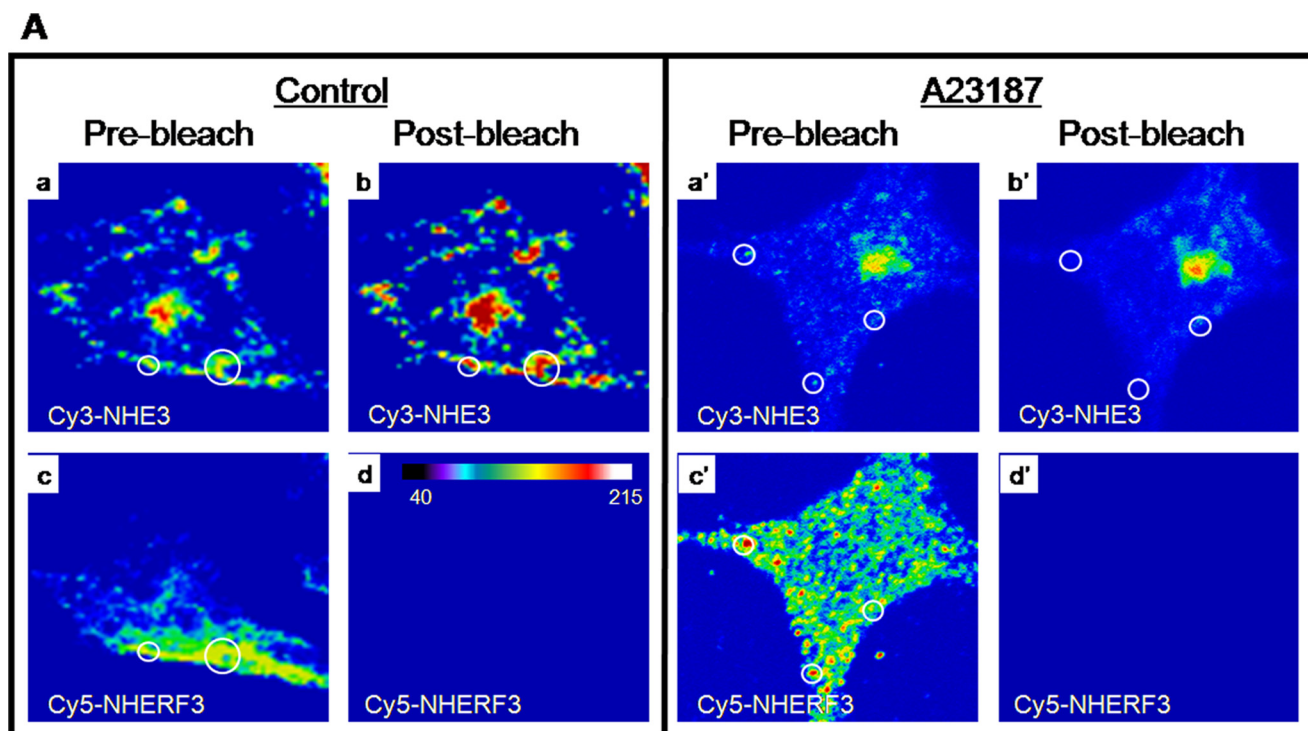 A
Control
A23187
Pre-bleach
Post-bleach
Pre-bleach
Post-bleach
a
b
a'
b'
Cy3-NHE3
Cy3-NHE3
Cy3-NHE3
Cy3-NHE3
c
d
c'
d'
40
215
Cy5-NHERF3
Cy5-NHERF3
Cy5-NHERF3
Cy5-NHERF3